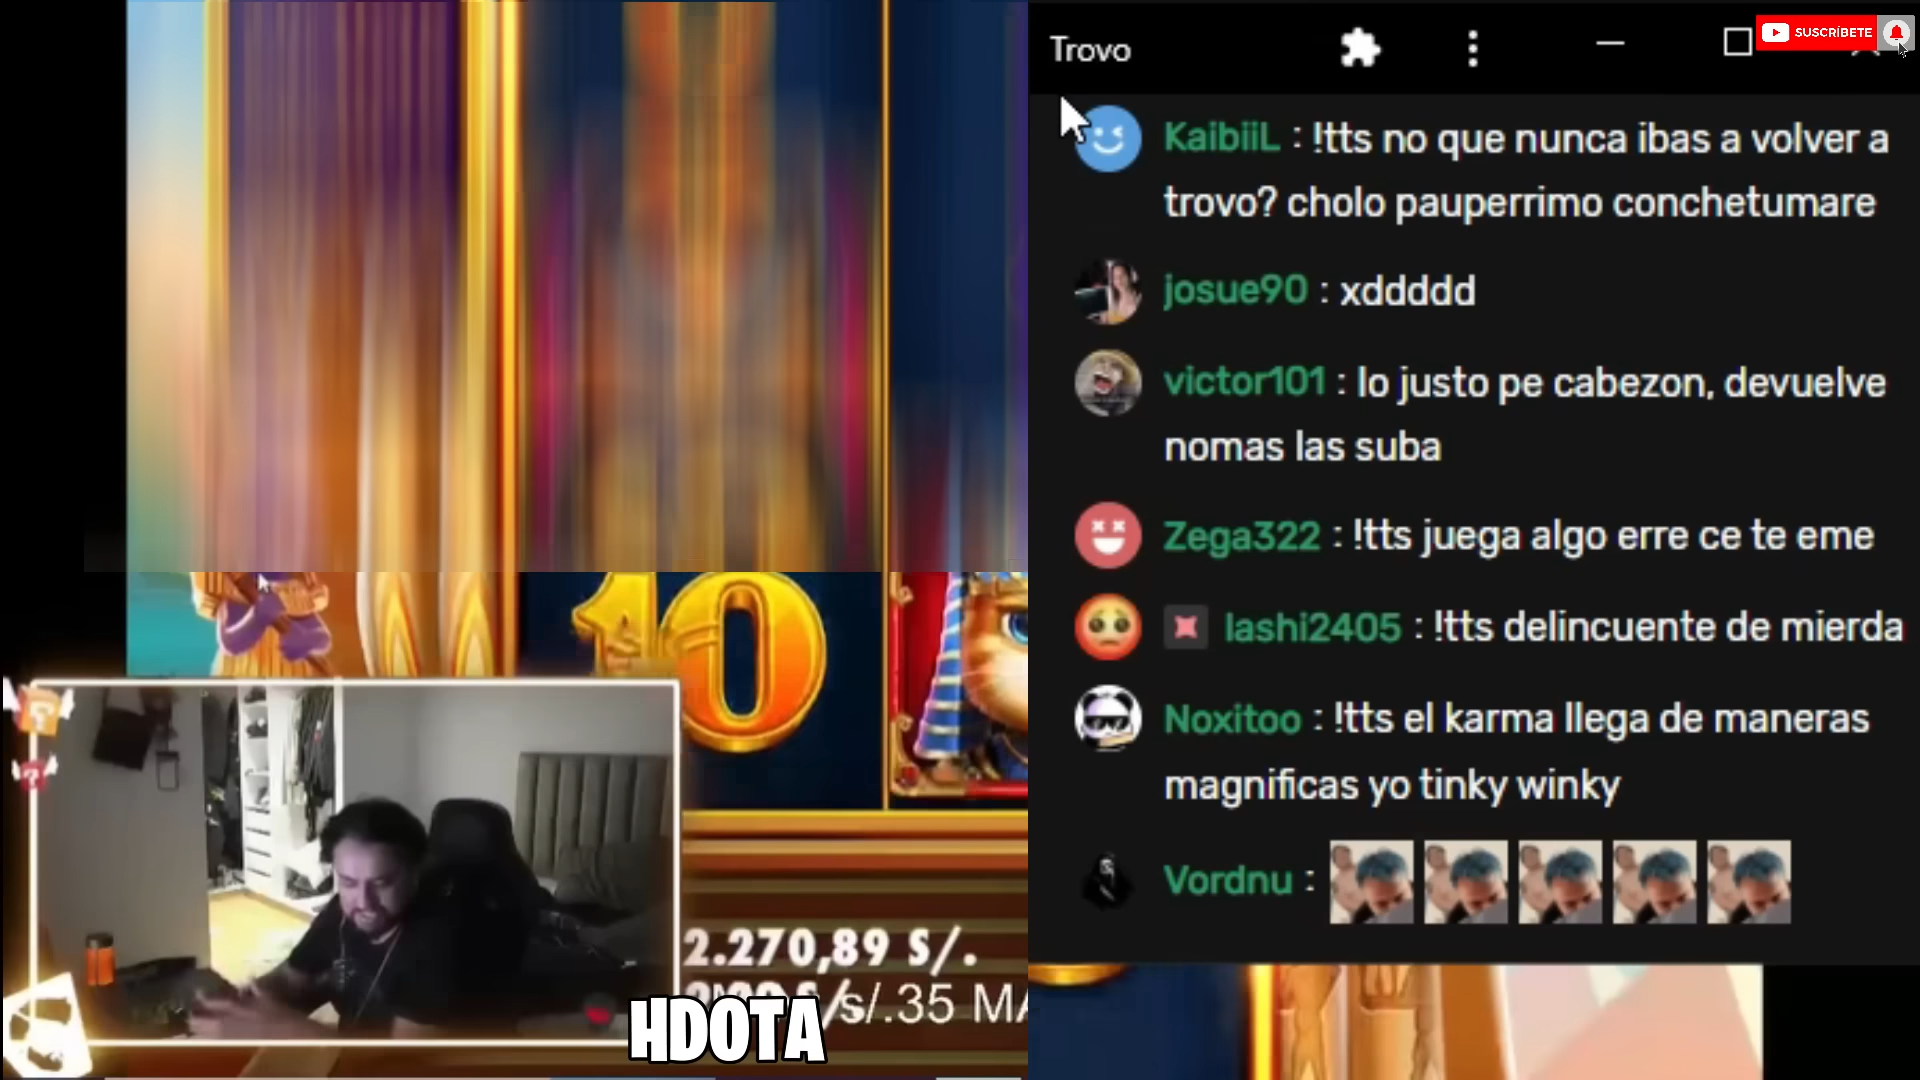 Trovo
SUSCRÍBETE
KaibiiL : !tts no que nunca ibas a volver a
trovo? cholo pauperrimo conchetumare
josue90 : xddddd
victor101 : lo justo pe cabezon, devuelve
nomas las suba
Zega322 : !tts juega algo erre ce te eme
lashi2405 : !tts delincuente de mierda
Noxitoo : !tts el karma llega de maneras
magnificas yo tinky winky
Vordnu :
10
2.270,89 S/.
s/.35 MA
HDOTA